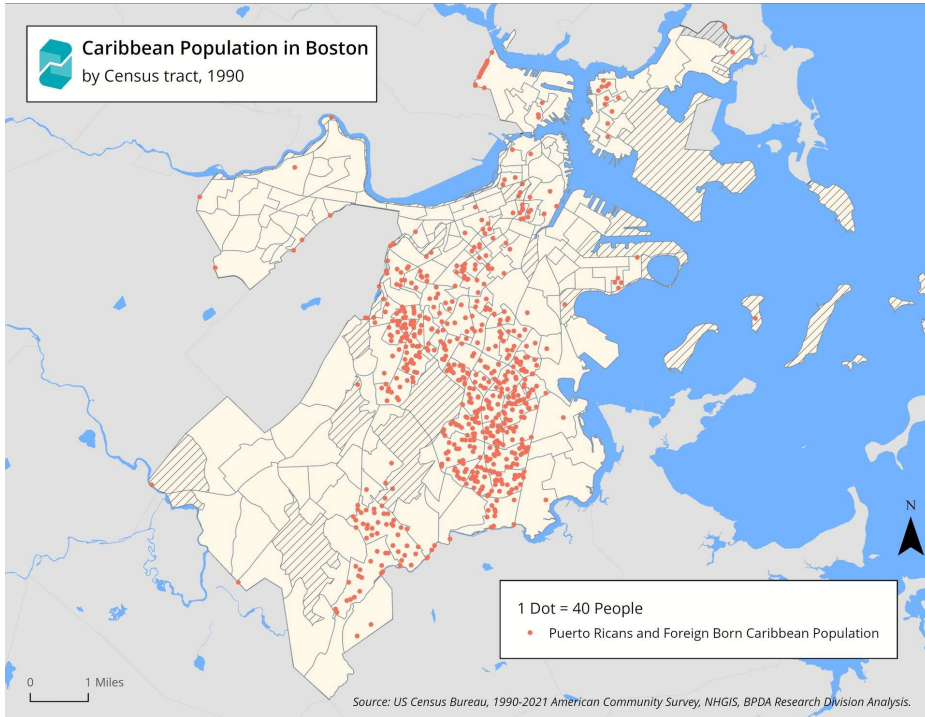 Caribbean Population in Boston
by Census tract, 1990
N
1 Dot = 40 People
Puerto Ricans and Foreign Born Caribbean Population
0 1 Miles
Source: US Census Bureau, 1990-2021 American Community Survey, NHGIS, BPDA Research Division Analysis.